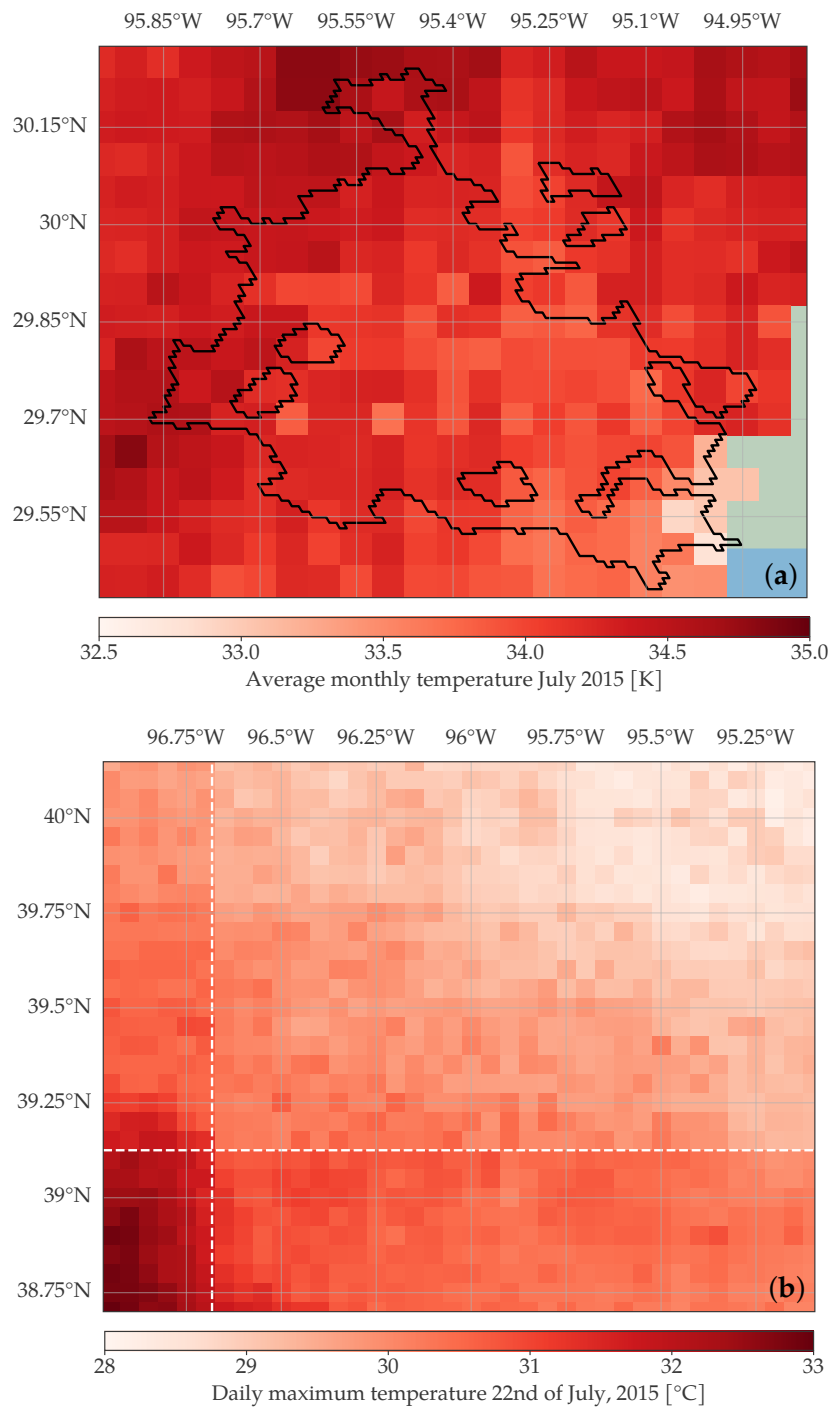 95.85°W 95.7°W 95.55°W 95.4°W 95.25°W 95.1°W 94.95°W
30.15°N
30°N
29.85°N
29.7°N
29.55°N
(a)
32.5 33.0 33.5 34.0 34.5 35.0
Average monthly temperature July 2015 [K]
96.75°W 96.5°W 96.25°W 96°W 95.75°W 95.5°W 95.25°W
40°N
39.75°N
39.5°N
39.25°N
39°N
38.75°N
(b)
28 29 30 31 32 33
Daily maximum temperature 22nd of July, 2015 [°C]